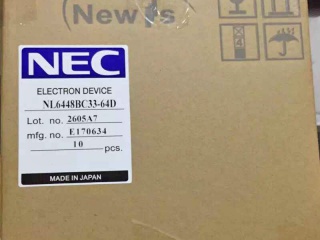 NEC
ELECTRON DEVICE
NL6448BC33-64D
Lot. no. 2605A7
mfg. no. E170634
10 pcs.
MADE IN JAPAN